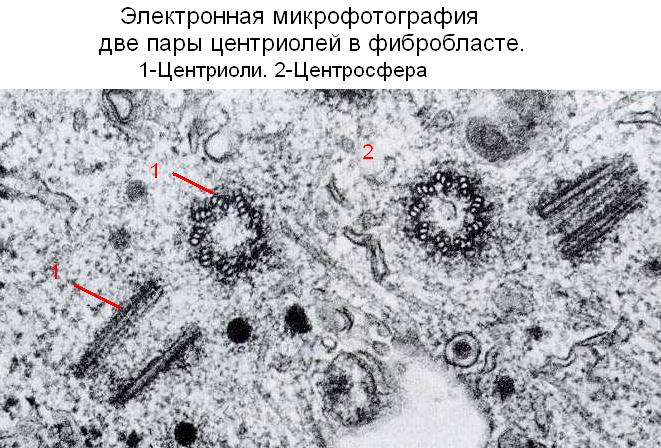 Электронная микрофотография
две пары центриолей в фибробласте.
1-Центриоли. 2-Центросфера
1
2
1